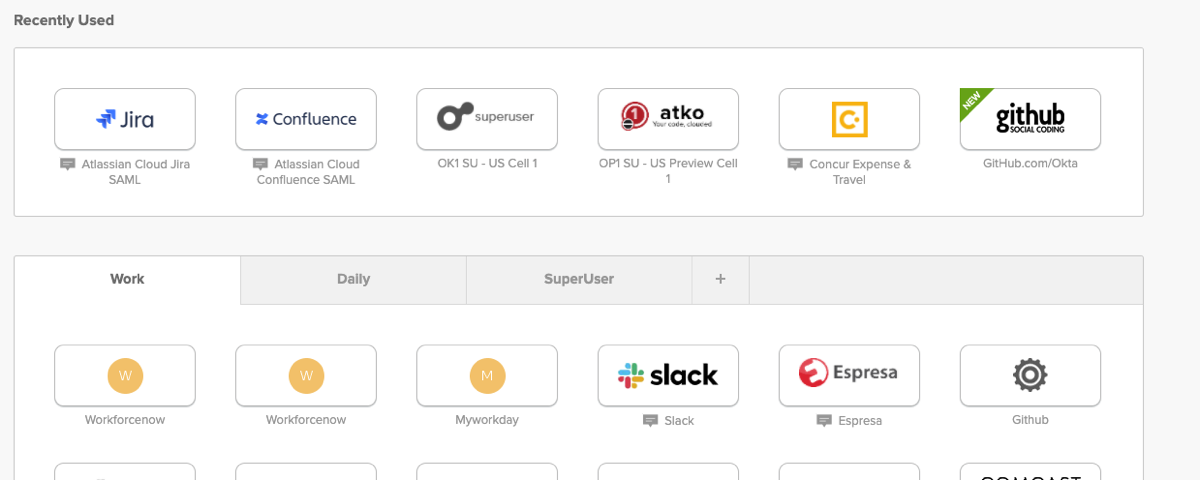 Recently Used
Jira
Confluence
superuser
atko
Your code, clouded
NEW
github
SOCIAL CODING
Atlassian Cloud Jira
SAML
Atlassian Cloud
Confluence SAML
OK1 SU - US Cell 1
OP1 SU - US Preview Cell
1
Concur Expense &
Travel
GitHub.com/Okta
Work
Daily
SuperUser
+
W
W
M
slack
Espresa
Workforcenow
Workforcenow
Myworkday
Slack
Espresa
Github
COMCAST